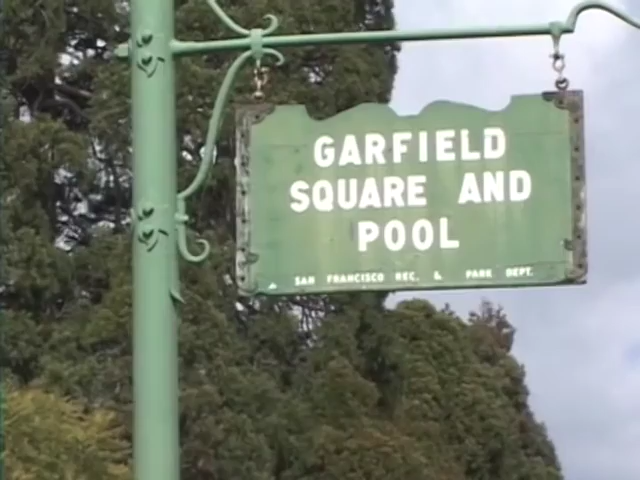 GARFIELD
SQUARE AND
POOL
SAN FRANCISCO REC. & PARK DEPT.